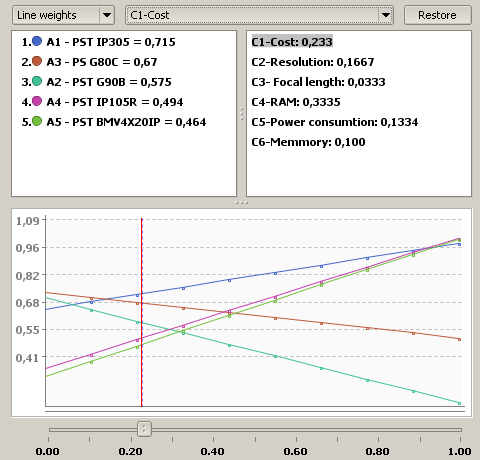 Line weights
C1-Cost
Restore
1. A1 - PST IP305 = 0,715
2. A3 - PS G80C = 0,67
3. A2 - PST G90B = 0,575
4. A4 - PST IP105R = 0,494
5. A5 - PST BMV4X20IP = 0,464
C1-Cost: 0,233
C2-Resolution: 0,1667
C3- Focal length: 0,0333
C4-RAM: 0,3335
C5-Power consumtion: 0,1334
C6-Memmory: 0,100
1,09
0,96
0,82
0,68
0,55
0,41
0.00 0.20 0.40 0.60 0.80 1.00